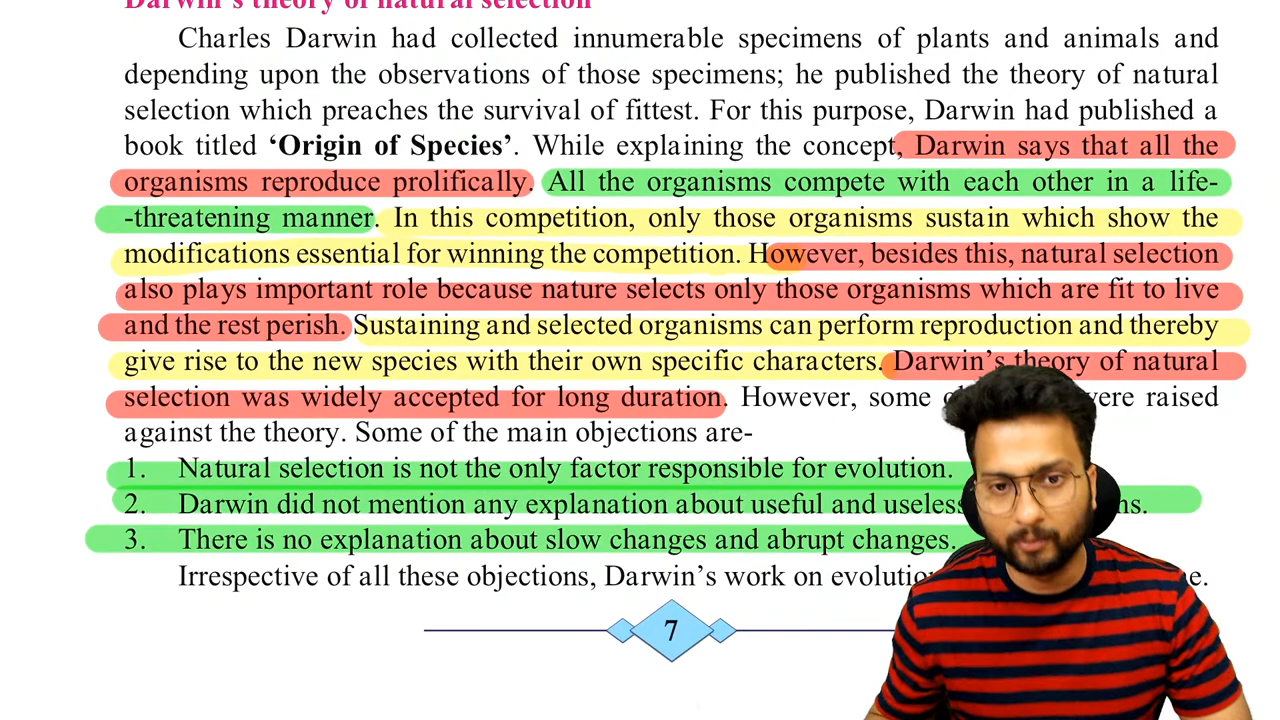 Darwin's theory of natural selection
Charles Darwin had collected innumerable specimens of plants and animals and
depending upon the observations of those specimens; he published the theory of natural
selection which preaches the survival of fittest. For this purpose, Darwin had published a
book titled ‘Origin of Species’. While explaining the concept, Darwin says that all the
organisms reproduce prolifically. All the organisms compete with each other in a life-
-threatening manner. In this competition, only those organisms sustain which show the
modifications essential for winning the competition. However, besides this, natural selection
also plays important role because nature selects only those organisms which are fit to live
and the rest perish. Sustaining and selected organisms can perform reproduction and thereby
give rise to the new species with their own specific characters. Darwin’s theory of natural
selection was widely accepted for long duration. However, some were raised
against the theory. Some of the main objections are-
1. Natural selection is not the only factor responsible for evolution.
2. Darwin did not mention any explanation about useful and useless
3. There is no explanation about slow changes and abrupt changes.
Irrespective of all these objections, Darwin’s work on
7